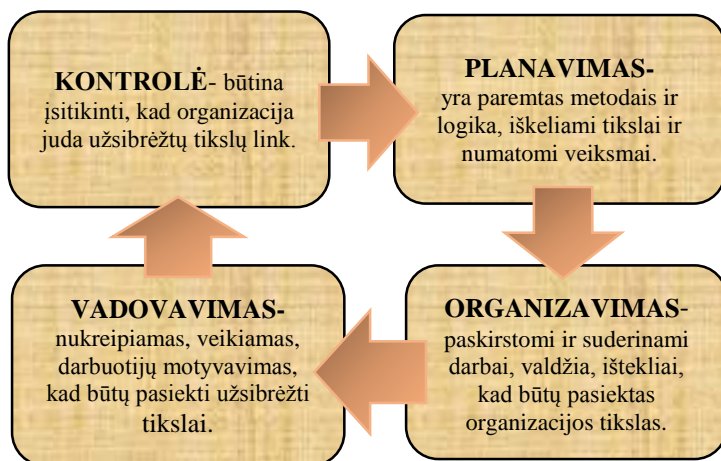 KONTROLĖ- būtina
įsitikinti, kad organizacija
juda užsibrėžtų tikslų link.
PLANAVIMAS-
yra paremtas metodais ir
logika, iškeliami tikslai ir
numatomi veiksmai.
VADOVAVIMAS-
nukreipiamas, veikiamas,
darbuotijų motyvavimas,
kad būtų pasiekti užsibrėžti
tikslai.
ORGANIZAVIMAS-
paskirstomi ir suderinami
darbai, valdžia, ištekliai,
kad būtų pasiektas
organizacijos tikslas.